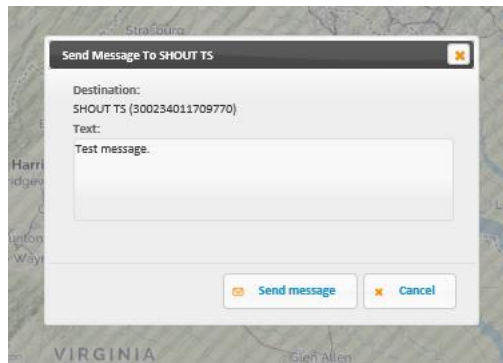 Strasburg
Send Message To SHOUT TS
Destination:
SHOUT TS (300234011709770)
Text:
Test message.
Harri
Send message
Cancel
VIRGINIA
Glen Allen